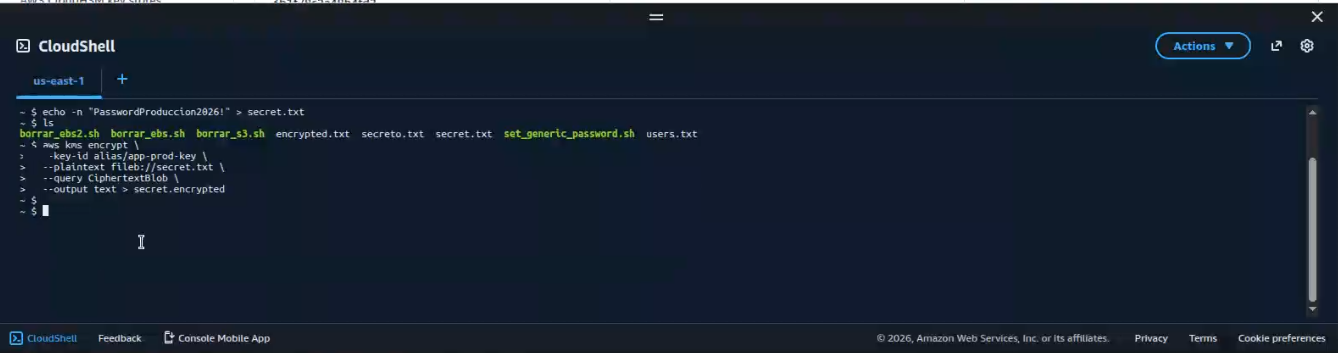 CloudShell
Actions ▼
us-east-1 +
~ $ echo -n "PasswordProduccion2026!" > secret.txt
~ $ ls
borrar_ebs2.sh borrar_ebs.sh borrar_s3.sh encrypted.txt secreto.txt secret.txt set_generic_password.sh users.txt
~ $ aws kms encrypt \
> -key-id alias/app-prod-key \
> --plaintext fileb://secret.txt \
> --query CiphertextBlob \
> --output text > secret.encrypted
~ $
~ $
CloudShell Feedback Console Mobile App © 2026, Amazon Web Services, Inc. or its affiliates. Privacy Terms Cookie preferences